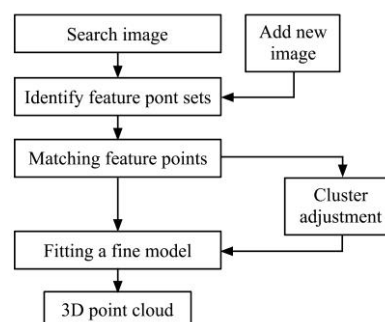 Search image
Add new
image
Identify feature pont sets
Matching feature points
Cluster
adjustment
Fitting a fine model
3D point cloud